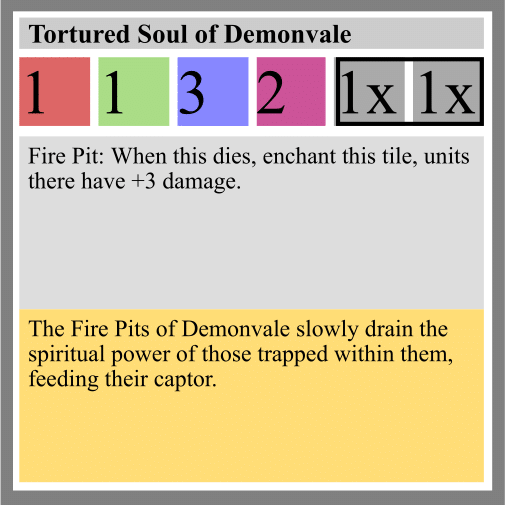 Tortured Soul of Demonvale
1 1 3 2 1x 1x
Fire Pit: When this dies, enchant this tile, units
there have +3 damage.
The Fire Pits of Demonvale slowly drain the
spiritual power of those trapped within them,
feeding their captor.